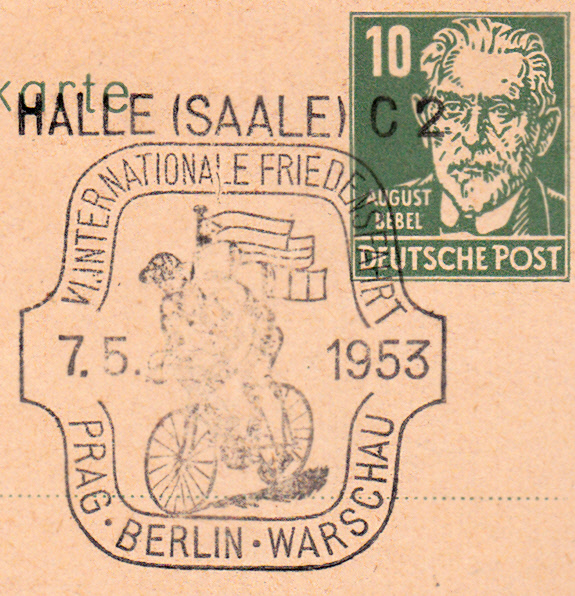 10
karte
HALLE (SAALE) C 2
AUGUST
BEBEL
DEUTSCHE POST
VI. INTERNATIONALE FRIEDENSFAHRT
7. 5. 1953
PRAG · BERLIN · WARSCHAU